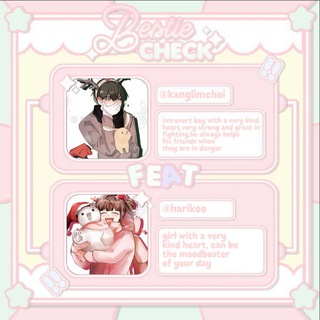 Bestie
CHECK
!!
@kanglimchoi
introvert boy with a very kind
heart,very strong and great in
fighting,he always helps
his friends when
they are in danger
FEAT
@harikoo
girl with a very
kind heart, can be
the moodboster
of your day
!!